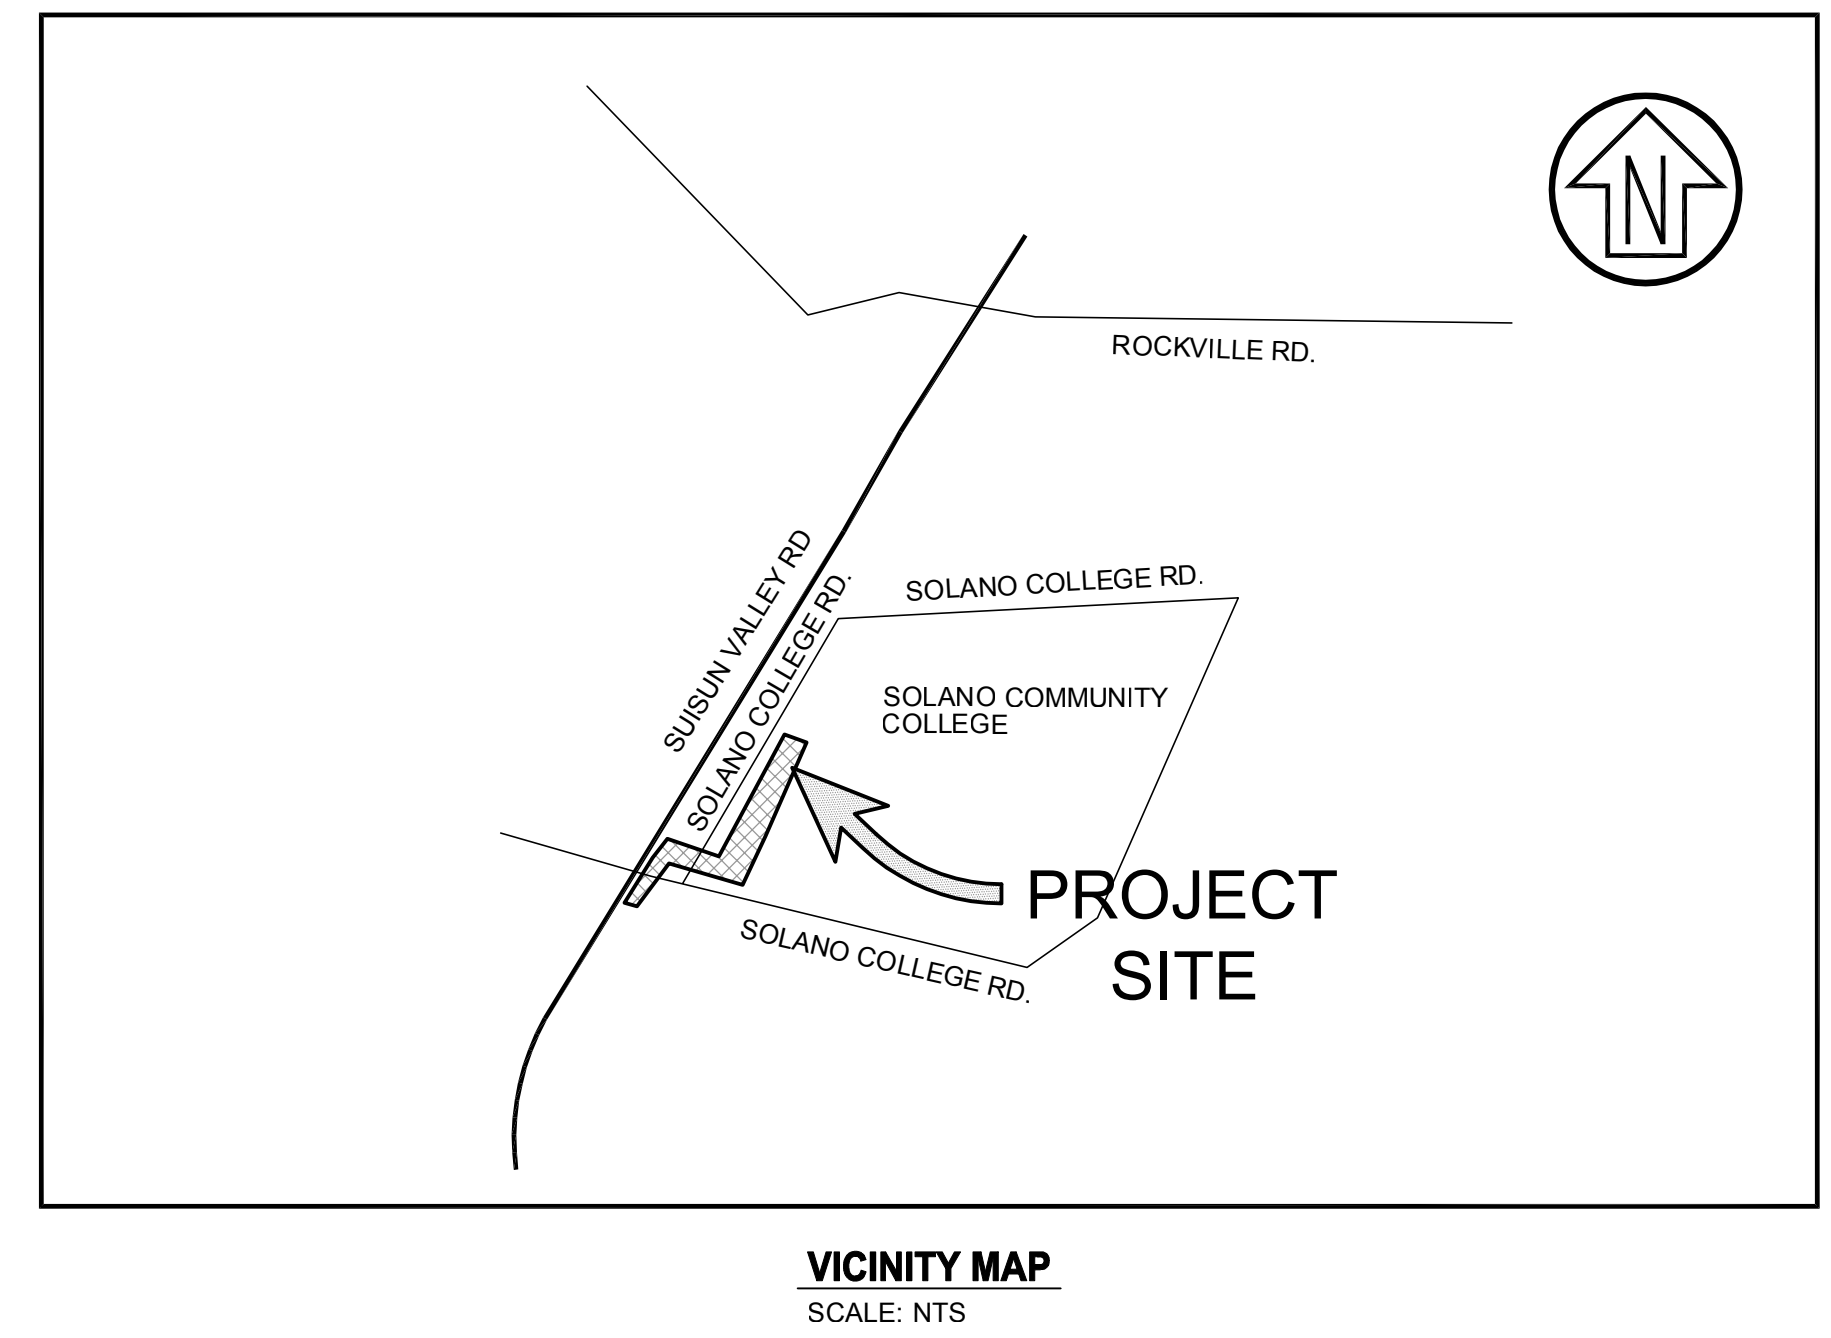 N
ROCKVILLE RD.
SUISUN VALLEY RD
SOLANO COLLEGE RD.
SOLANO COLLEGE RD.
SOLANO COMMUNITY
COLLEGE
PROJECT
SITE
SOLANO COLLEGE RD.
VICINITY MAP
SCALE: NTS